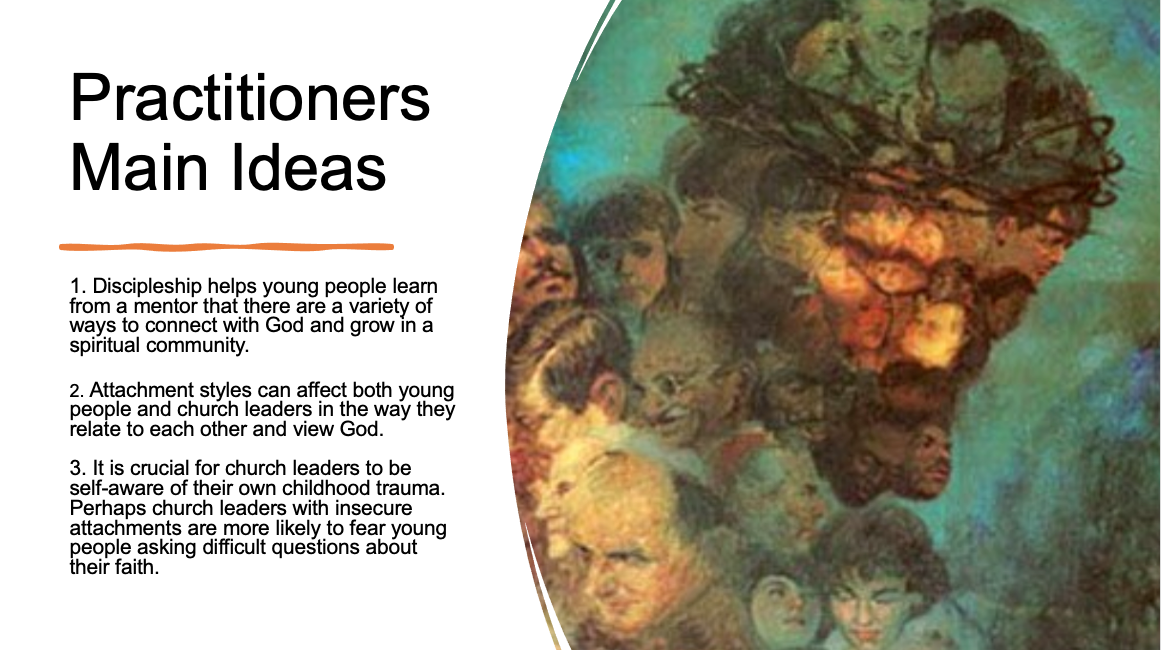 Practitioners
Main Ideas
1. Discipleship helps young people learn
from a mentor that there are a variety of
ways to connect with God and grow in a
spiritual community.
2. Attachment styles can affect both young
people and church leaders in the way they
relate to each other and view God.
3. It is crucial for church leaders to be
self-aware of their own childhood trauma.
Perhaps church leaders with insecure
attachments are more likely to fear young
people asking difficult questions about
their faith.